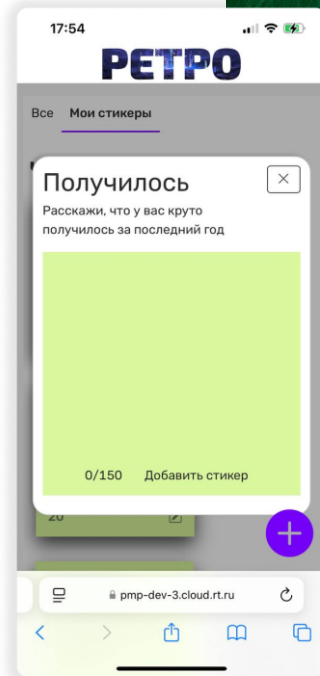 17:54
РЕТРО
Все Мои стикеры
Получилось
Расскажи, что у вас круто
получилось за последний год
0/150 Добавить стикер
20
pmp-dev-3.cloud.rt.ru